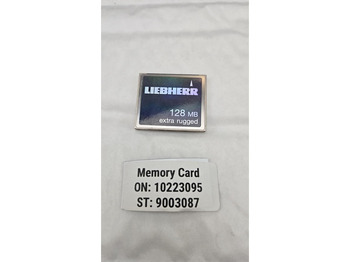 LIEBHERR
128 MB
extra rugged
Memory Card
ON: 10223095
ST: 9003087